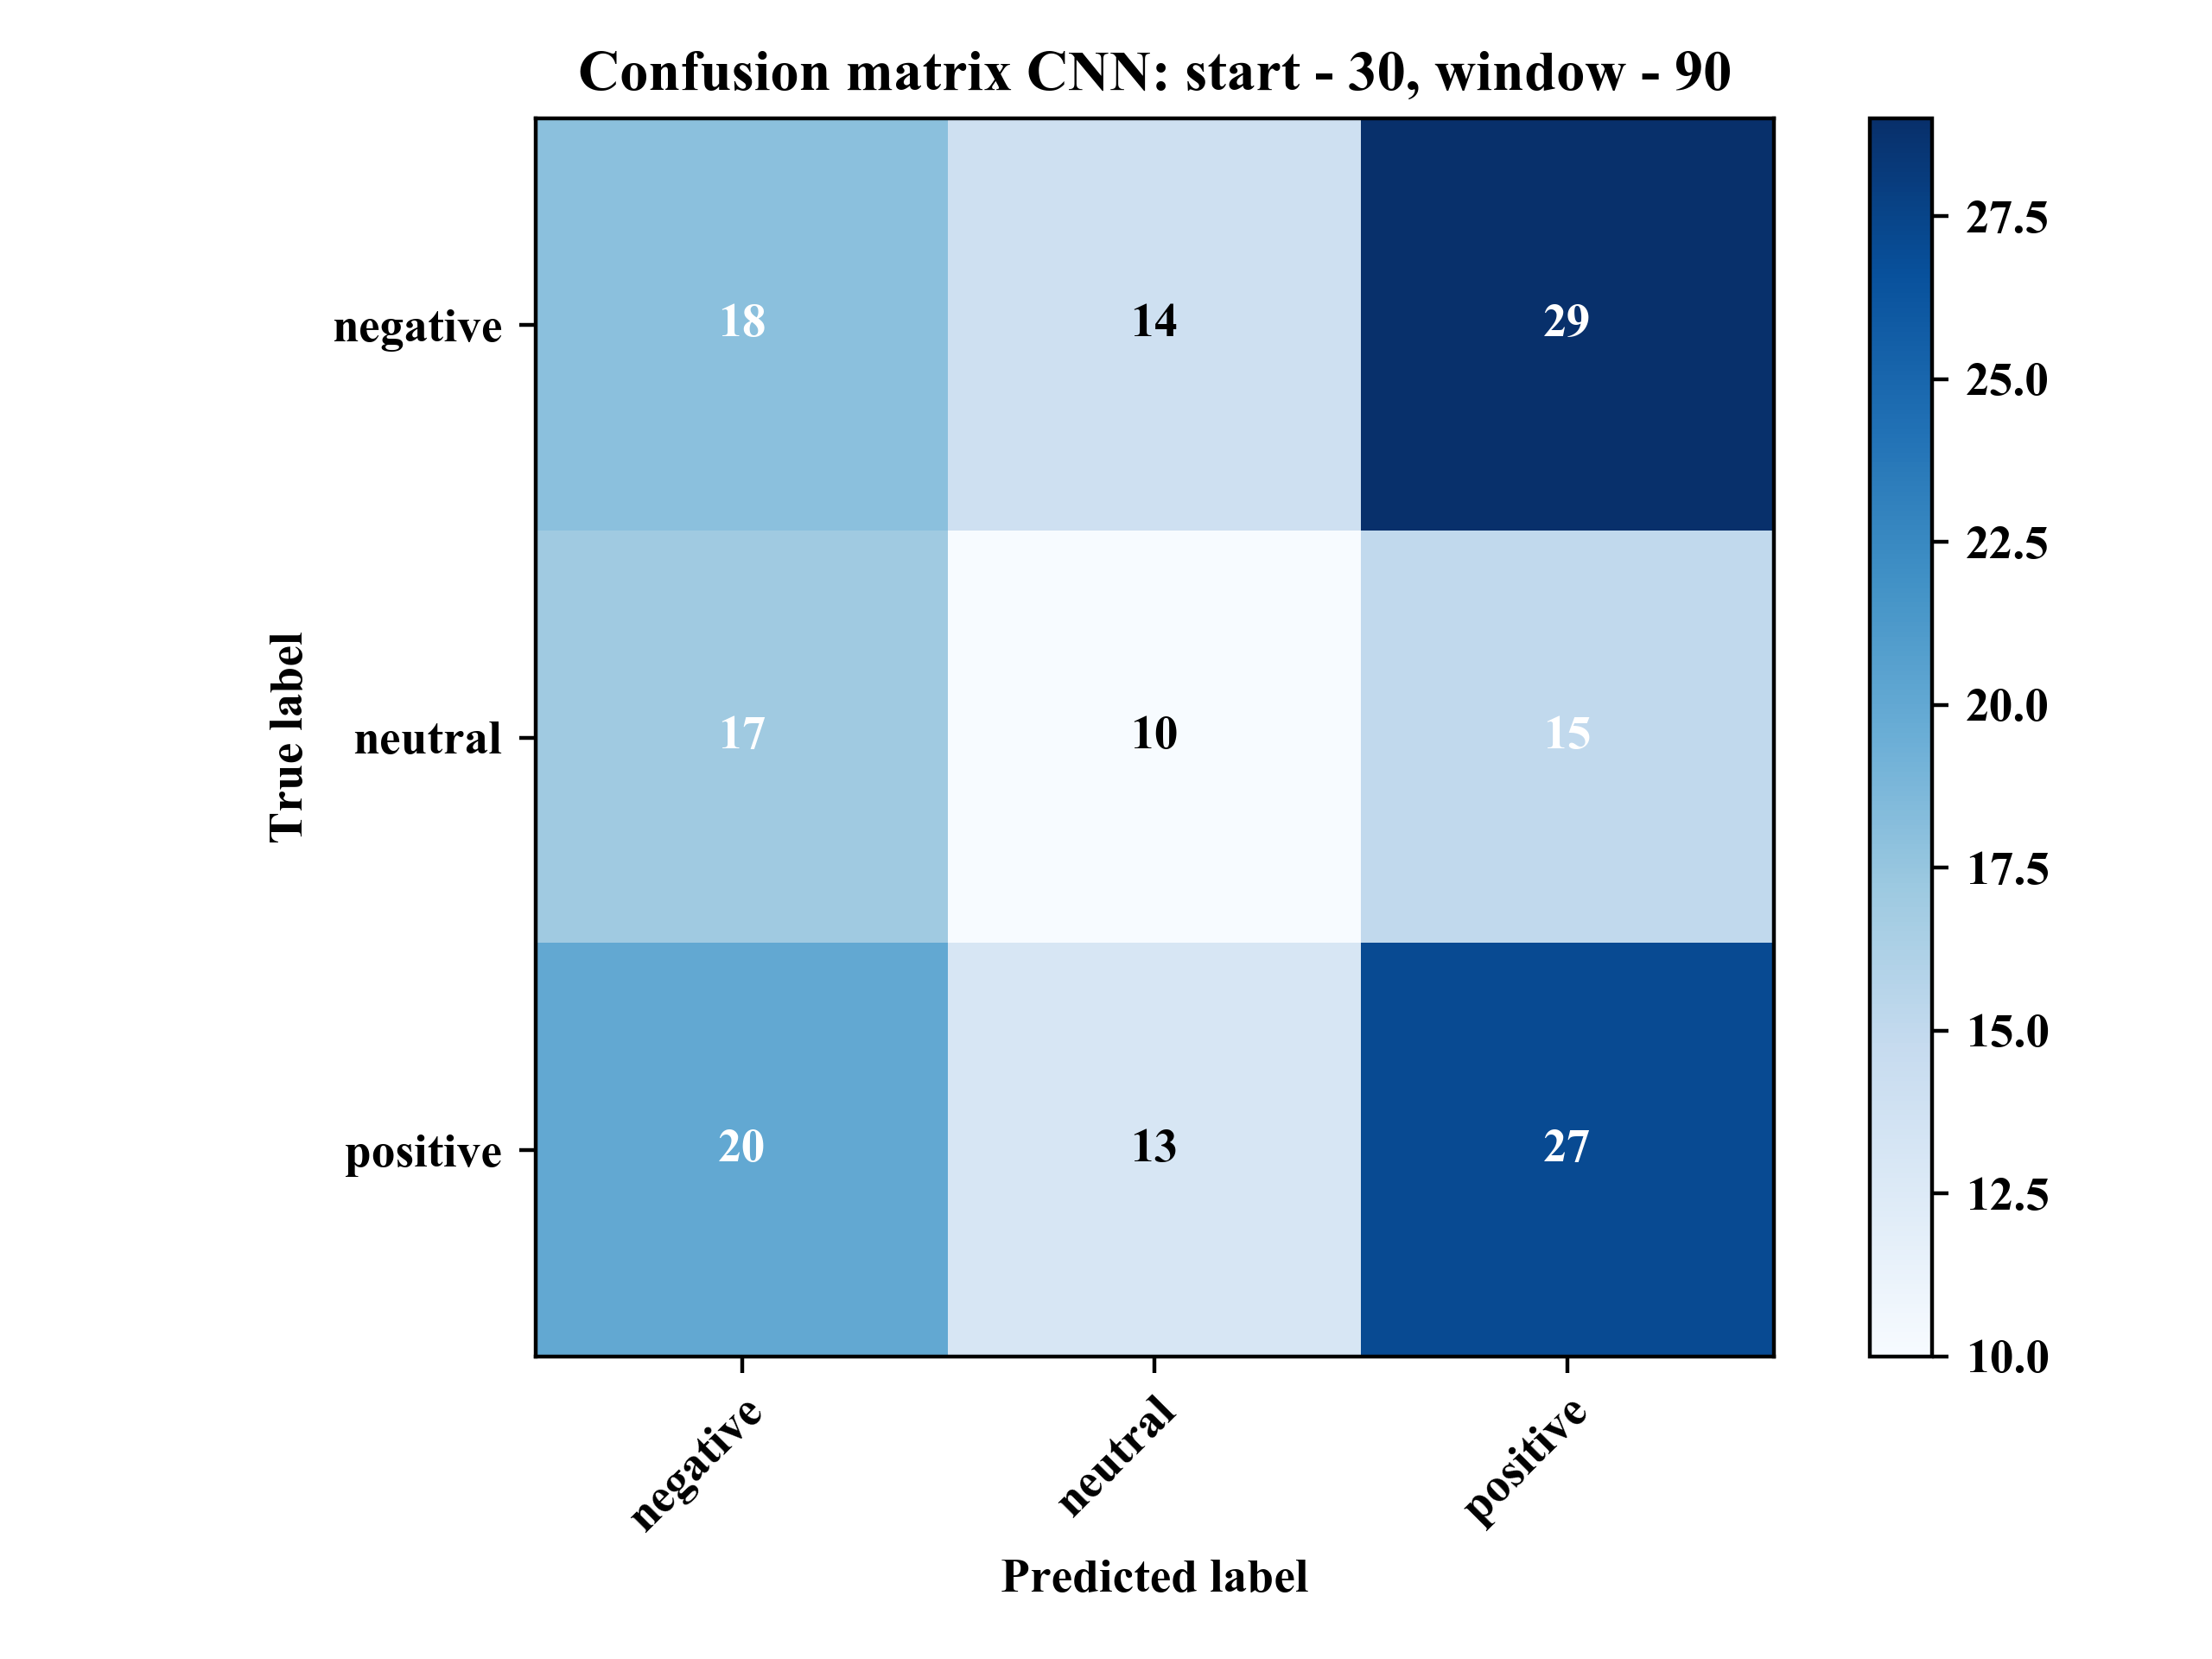 Confusion matrix CNN: start - 30, window - 90
True label
negative
18
14
29
neutral
17
10
15
positive
20
13
27
negative
neutral
positive
Predicted label
27.5
25.0
22.5
20.0
17.5
15.0
12.5
10.0